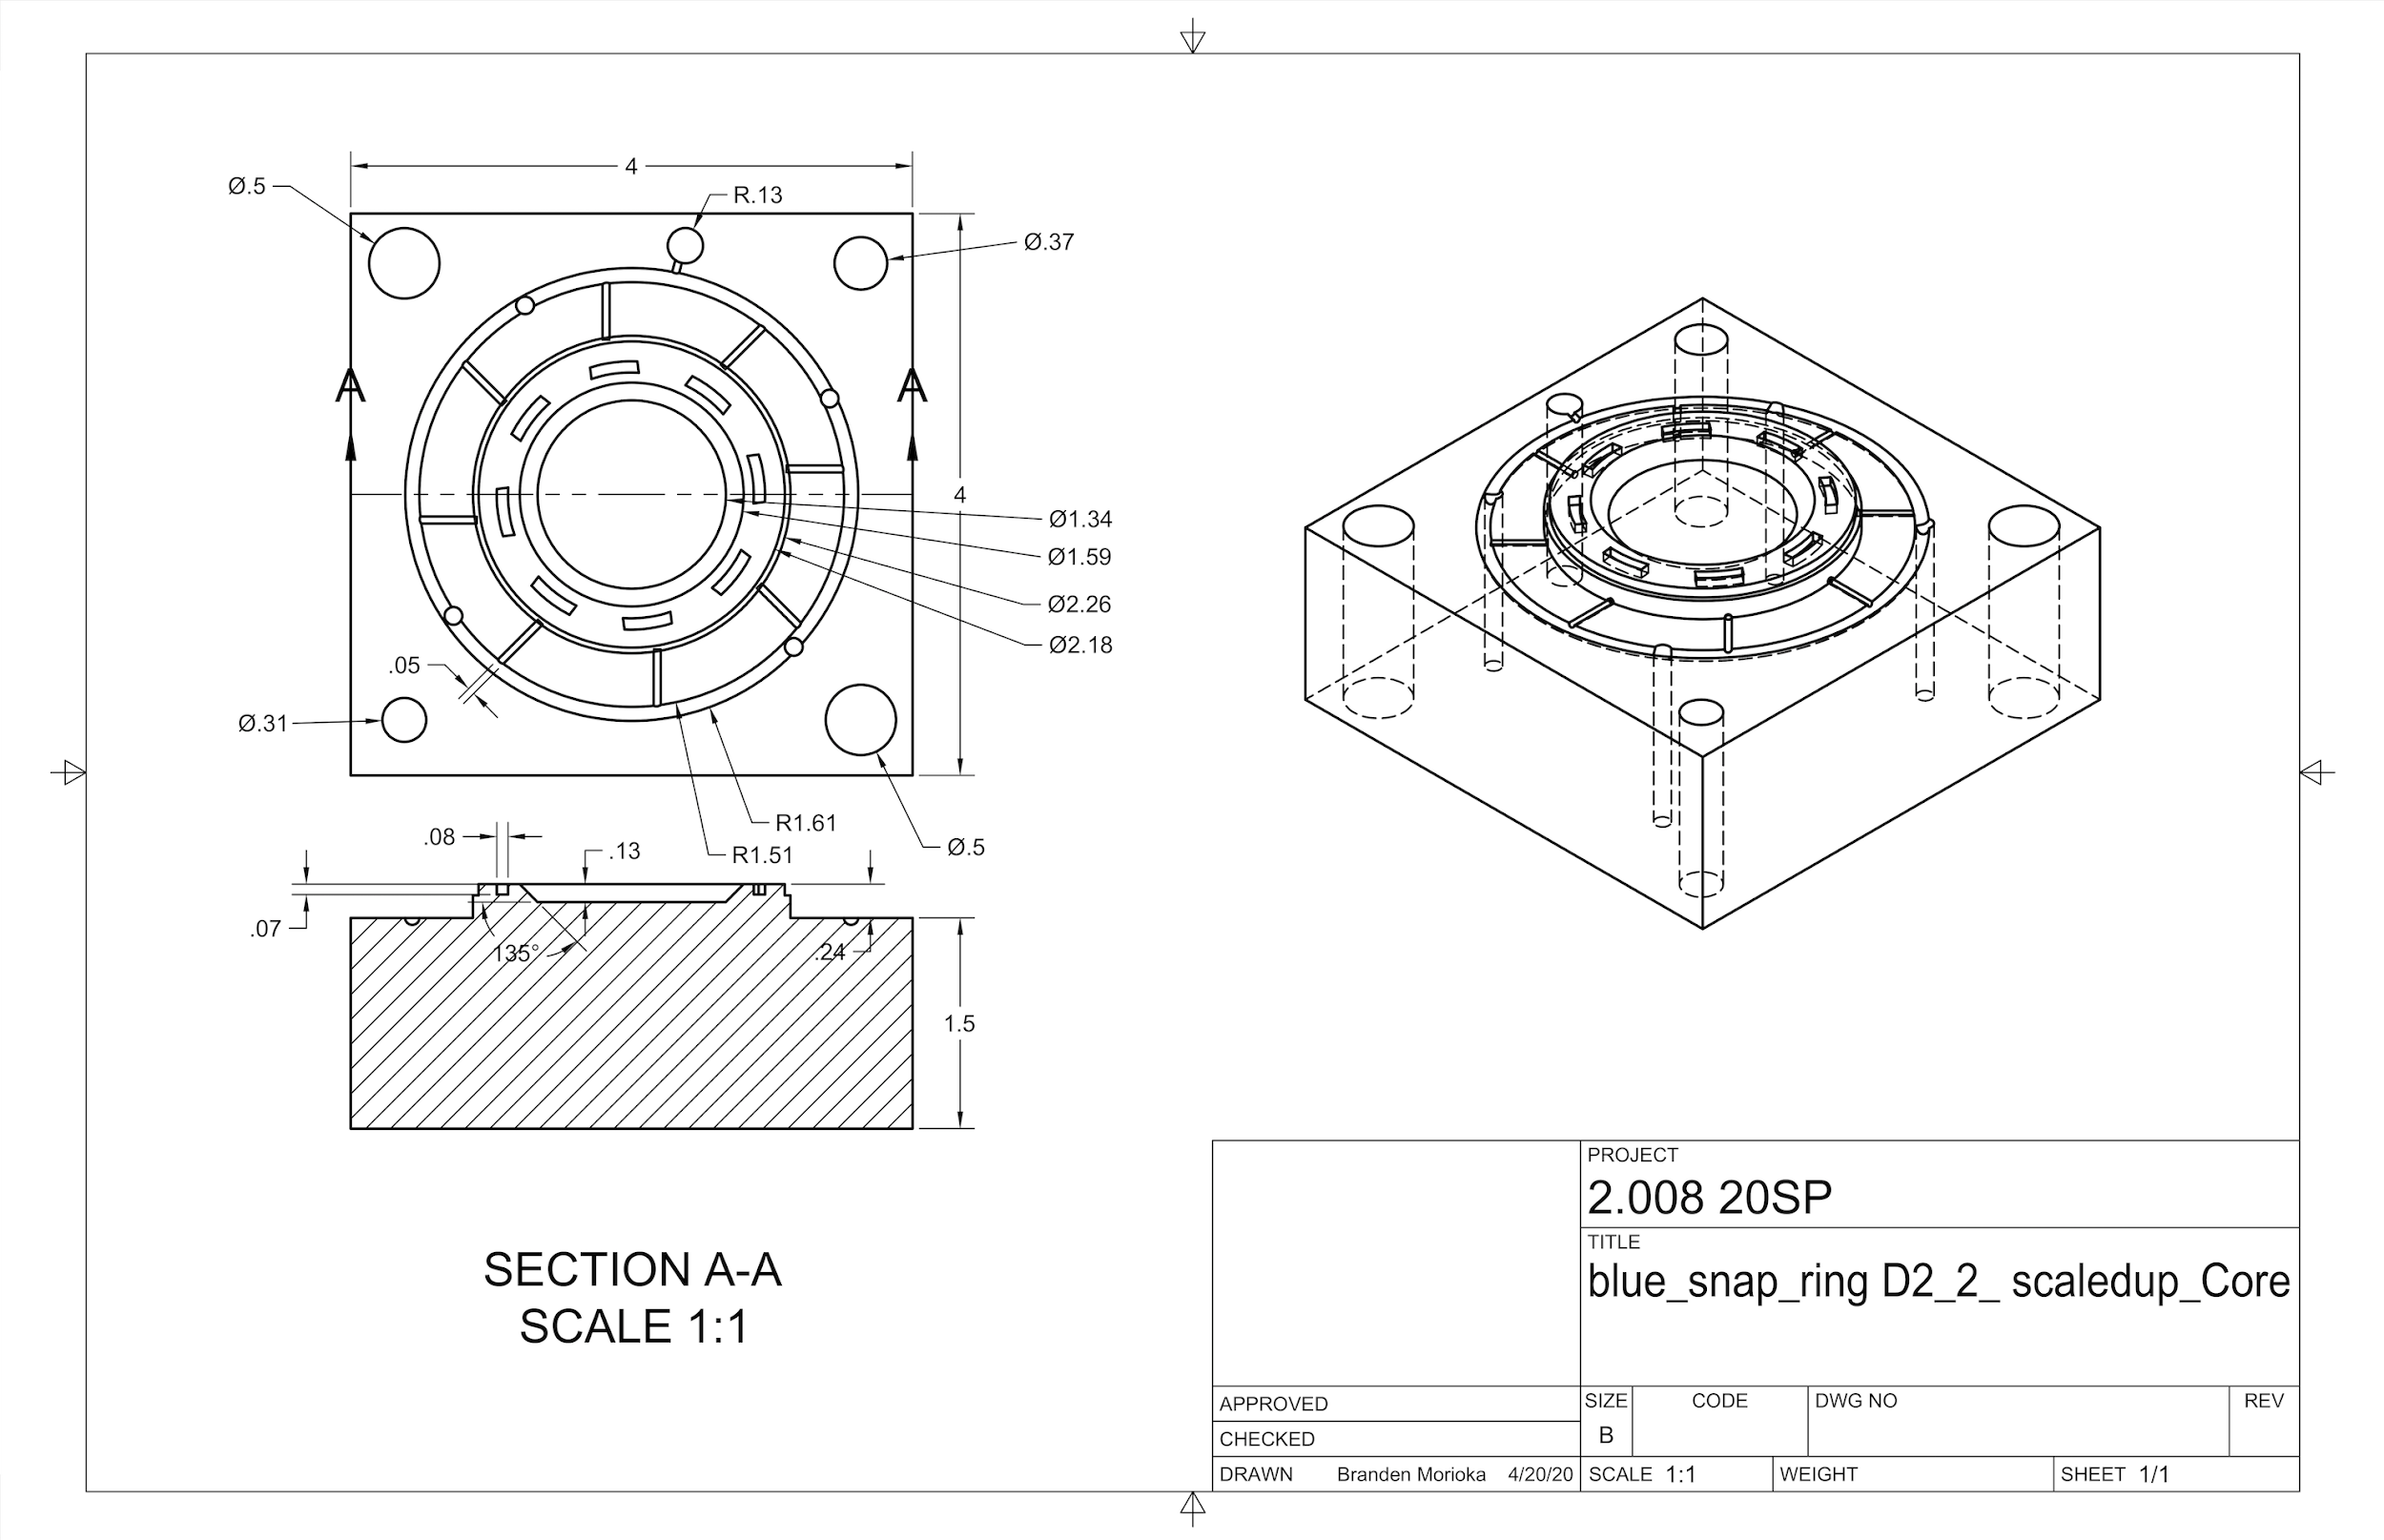 4
Ø.5
R.13
Ø.37
A
A
4
Ø1.34
Ø1.59
Ø2.26
Ø2.18
.05
Ø.31
R1.61
R1.51
Ø.5
.08
.13
.07
135°
.24
1.5
SECTION A-A
SCALE 1:1
PROJECT
2.008 20SP
TITLE
blue_snap_ring D2_2_ scaledup_Core
APPROVED
CHECKED
DRAWN Branden Morioka 4/20/20
SIZE CODE DWG NO REV
B
SCALE 1:1 WEIGHT SHEET 1/1